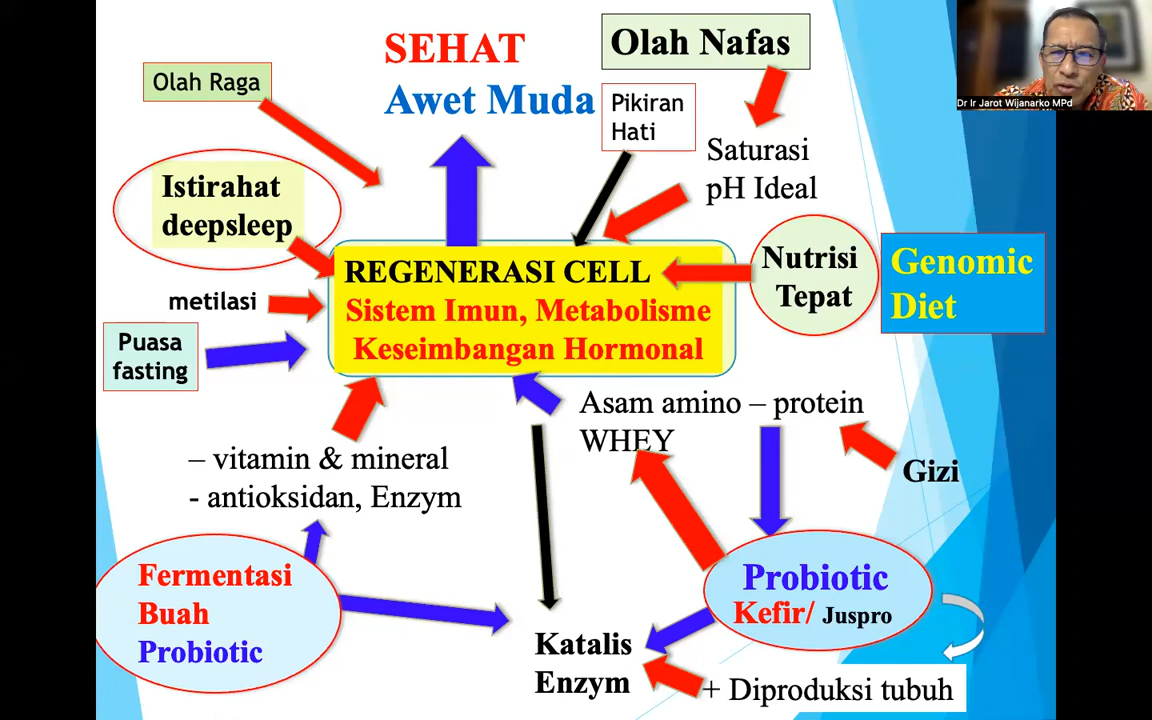 SEHAT
Awet Muda
Olah Nafas
Dr Ir Jarot Wijanarko MPd
Olah Raga
Pikiran
Hati
Saturasi
pH Ideal
Istirahat
deepsleep
REGENERASI CELL
Sistem Imun, Metabolisme
Keseimbangan Hormonal
Nutrisi
Tepat
Genomic
Diet
metilasi
Puasa
fasting
Asam amino – protein
WHEY
Gizi
– vitamin & mineral
- antioksidan, Enzym
Fermentasi
Buah
Probiotic
Probiotic
Kefir/ Juspro
Katalis
Enzym
+ Diproduksi tubuh